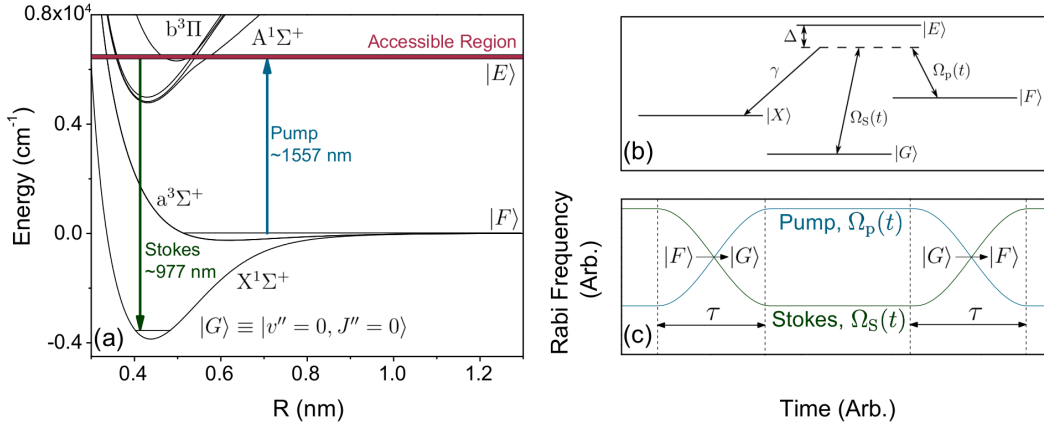 0.8x10⁴
0.4
0.0
-0.4
Energy (cm⁻¹)
0.4
0.6
0.8
1.0
1.2
R (nm)
b³Π
A¹Σ⁺
Accessible Region
|E⟩
Pump
~1557 nm
a³Σ⁺
|F⟩
Stokes
~977 nm
X¹Σ⁺
(a)
|G⟩ ≡ |v'' = 0, J'' = 0⟩
|E⟩
Δ
γ
Ωp(t)
|F⟩
|X⟩
ΩS(t)
|G⟩
(b)
Rabi Frequency
(Arb.)
Pump, Ωp(t)
|F⟩ → |G⟩
|G⟩ → |F⟩
τ
Stokes, ΩS(t)
τ
(c)
Time (Arb.)